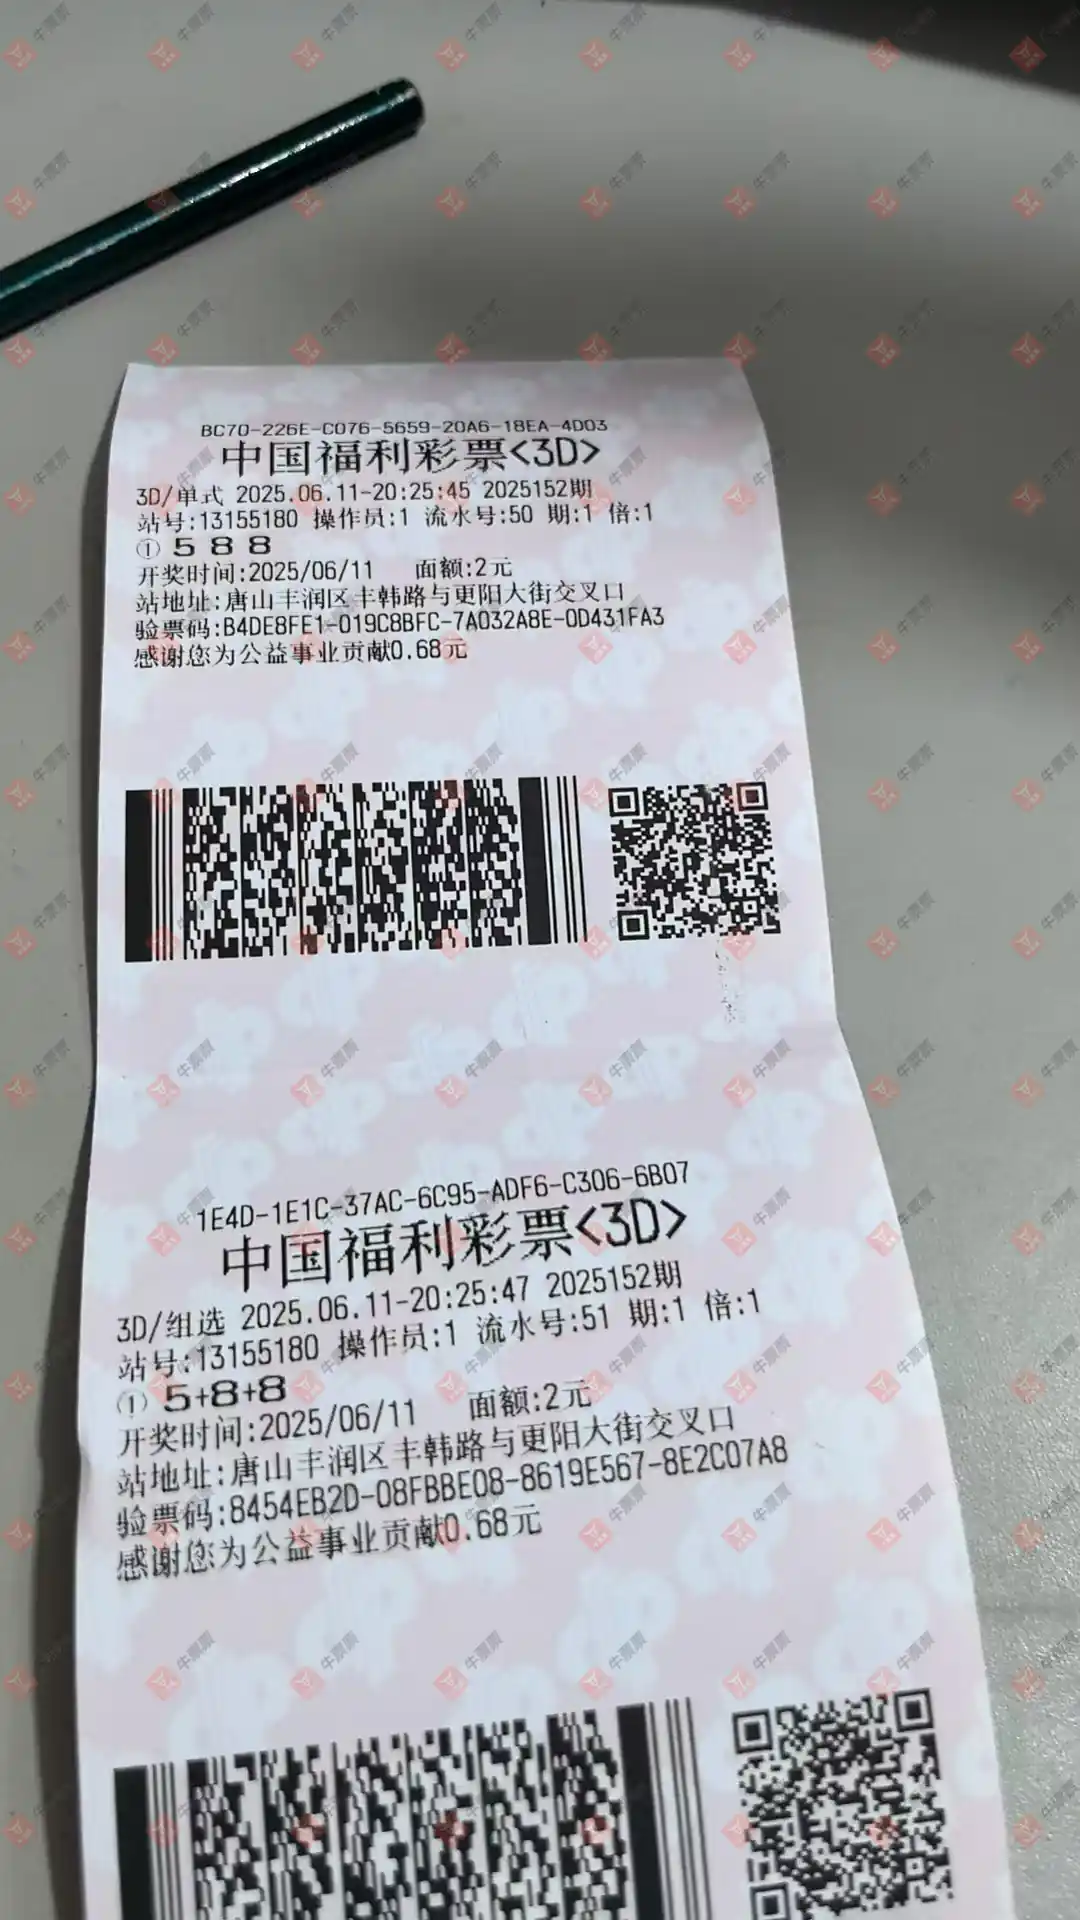 BC70-226E-C076-5659-20A6-18EA-4D03
中国福利彩票<3D>
3D/单式 2025.06.11-20:25:45 2025152期
站号:13155180 操作员:1 流水号:50 期:1 倍:1
① 5 8 8
开奖时间:2025/06/11 面额:2元
站地址:唐山丰润区丰韩路与更阳大街交叉口
验票码:B4DE8FE1-019C8BFC-7A032A8E-0D431FA3
感谢您为公益事业贡献0.68元
1E4D-1E1C-37AC-6C95-ADF6-C306-6B07
中国福利彩票<3D>
3D/组选 2025.06.11-20:25:47 2025152期
站号:13155180 操作员:1 流水号:51 期:1 倍:1
① 5+8+8
开奖时间:2025/06/11 面额:2元
站地址:唐山丰润区丰韩路与更阳大街交叉口
验票码:8454EB2D-08FBBE08-8619E567-8E2C07A8
感谢您为公益事业贡献0.68元
牛票票